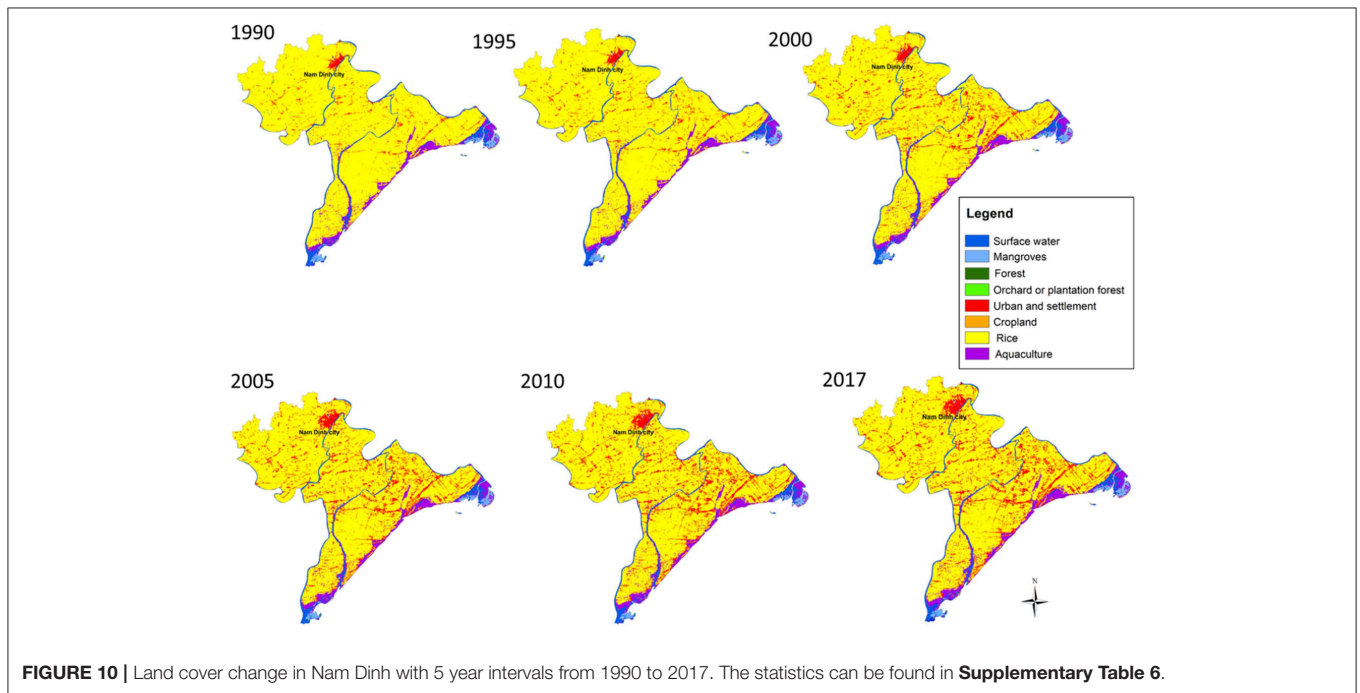 1990
1995
2000
Nam Dinh city
Nam Dinh city
Nam Dinh city
Legend
Surface water
Mangroves
Forest
Orchard or plantation forest
Urban and settlement
Cropland
Rice
Aquaculture
2005
2010
2017
Nam Dinh city
Nam Dinh city
Nam Dinh city
N
FIGURE 10 | Land cover change in Nam Dinh with 5 year intervals from 1990 to 2017. The statistics can be found in Supplementary Table 6.